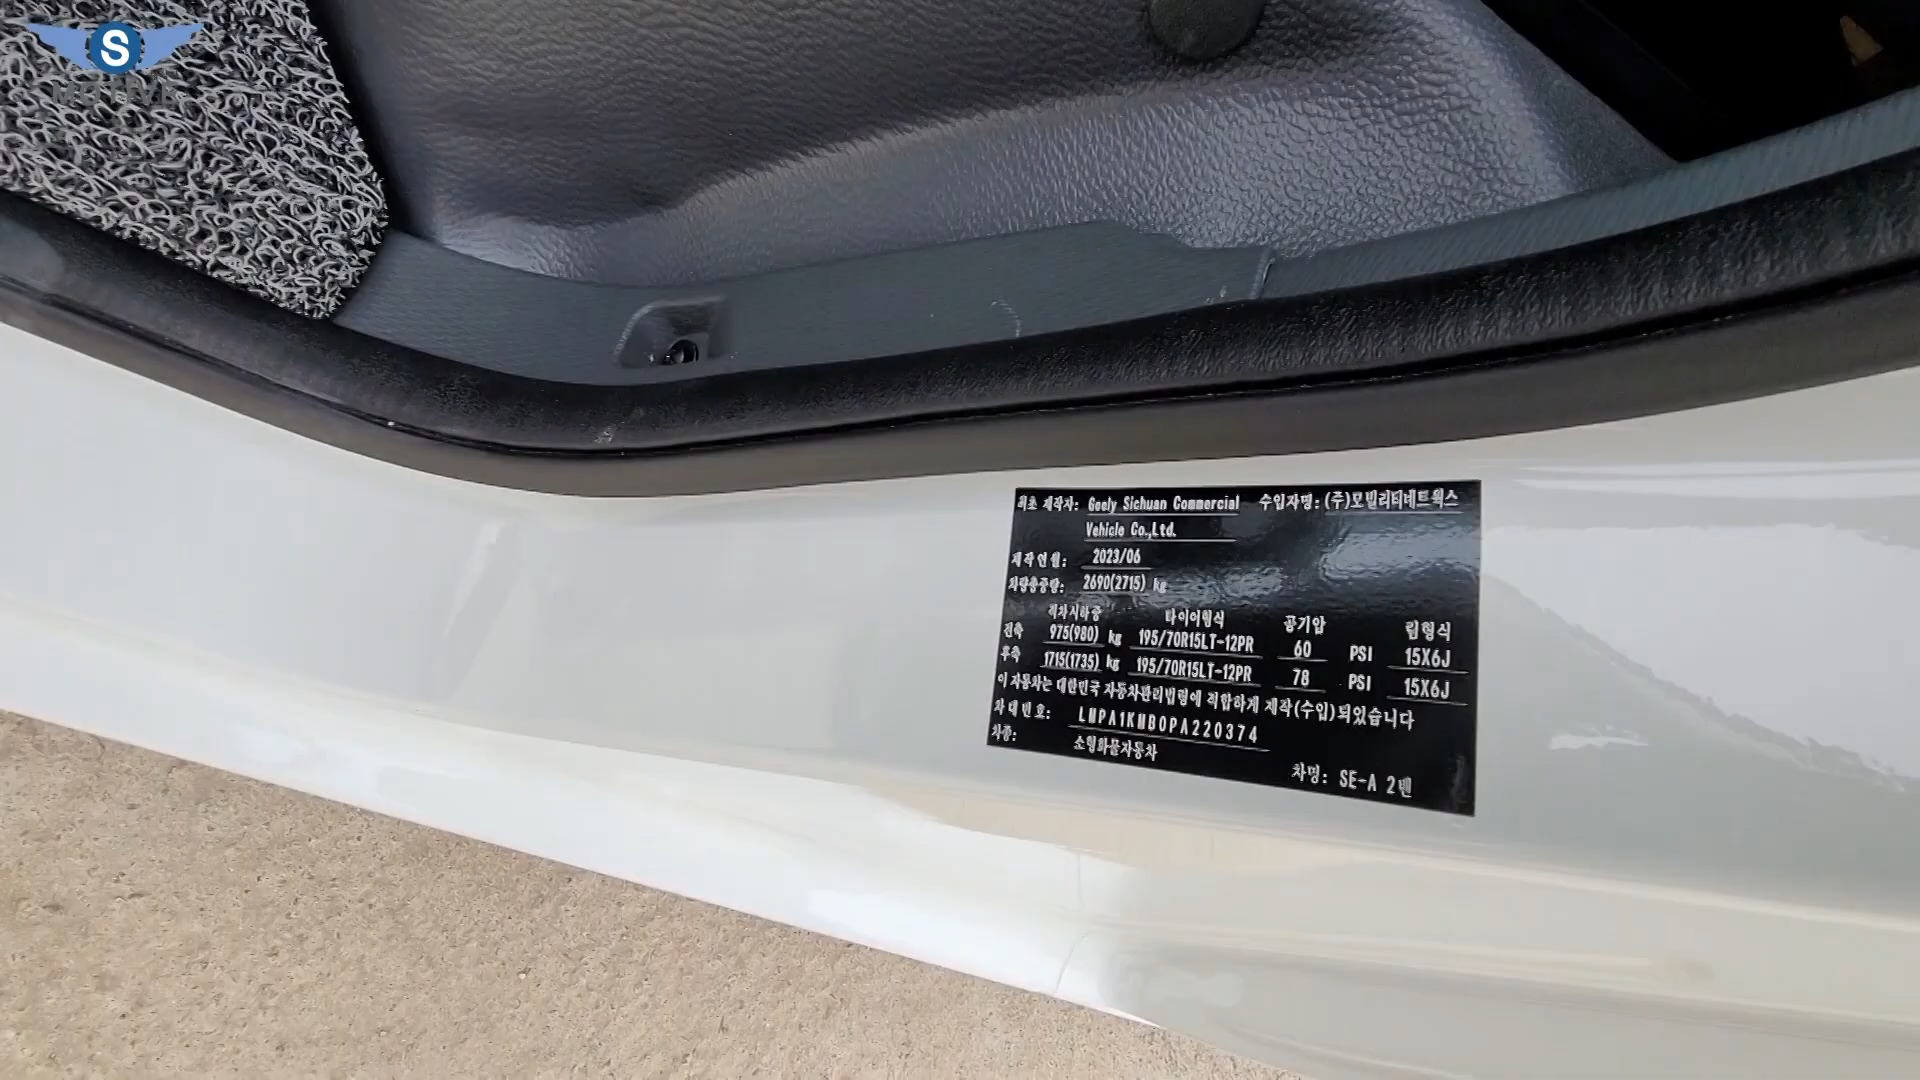 S
MOTIVE
최초 제작자: Geely Sichuan Commercial 수입자명: (주)모빌리티네트웍스
Vehicle Co.,Ltd.
제작연월: 2023/06
차량총중량: 2690(2715) kg
적차시하중 타이어형식 공기압 림형식
전축 975(980) kg 195/70R15LT-12PR 60 PSI 15X6J
후축 1715(1735) kg 195/70R15LT-12PR 78 PSI 15X6J
이 자동차는 대한민국 자동차관리법령에 적합하게 제작(수입)되었습니다
차대번호: LMPA1KMB0PA220374
차종: 소형화물자동차
차명: SE-A 2밴